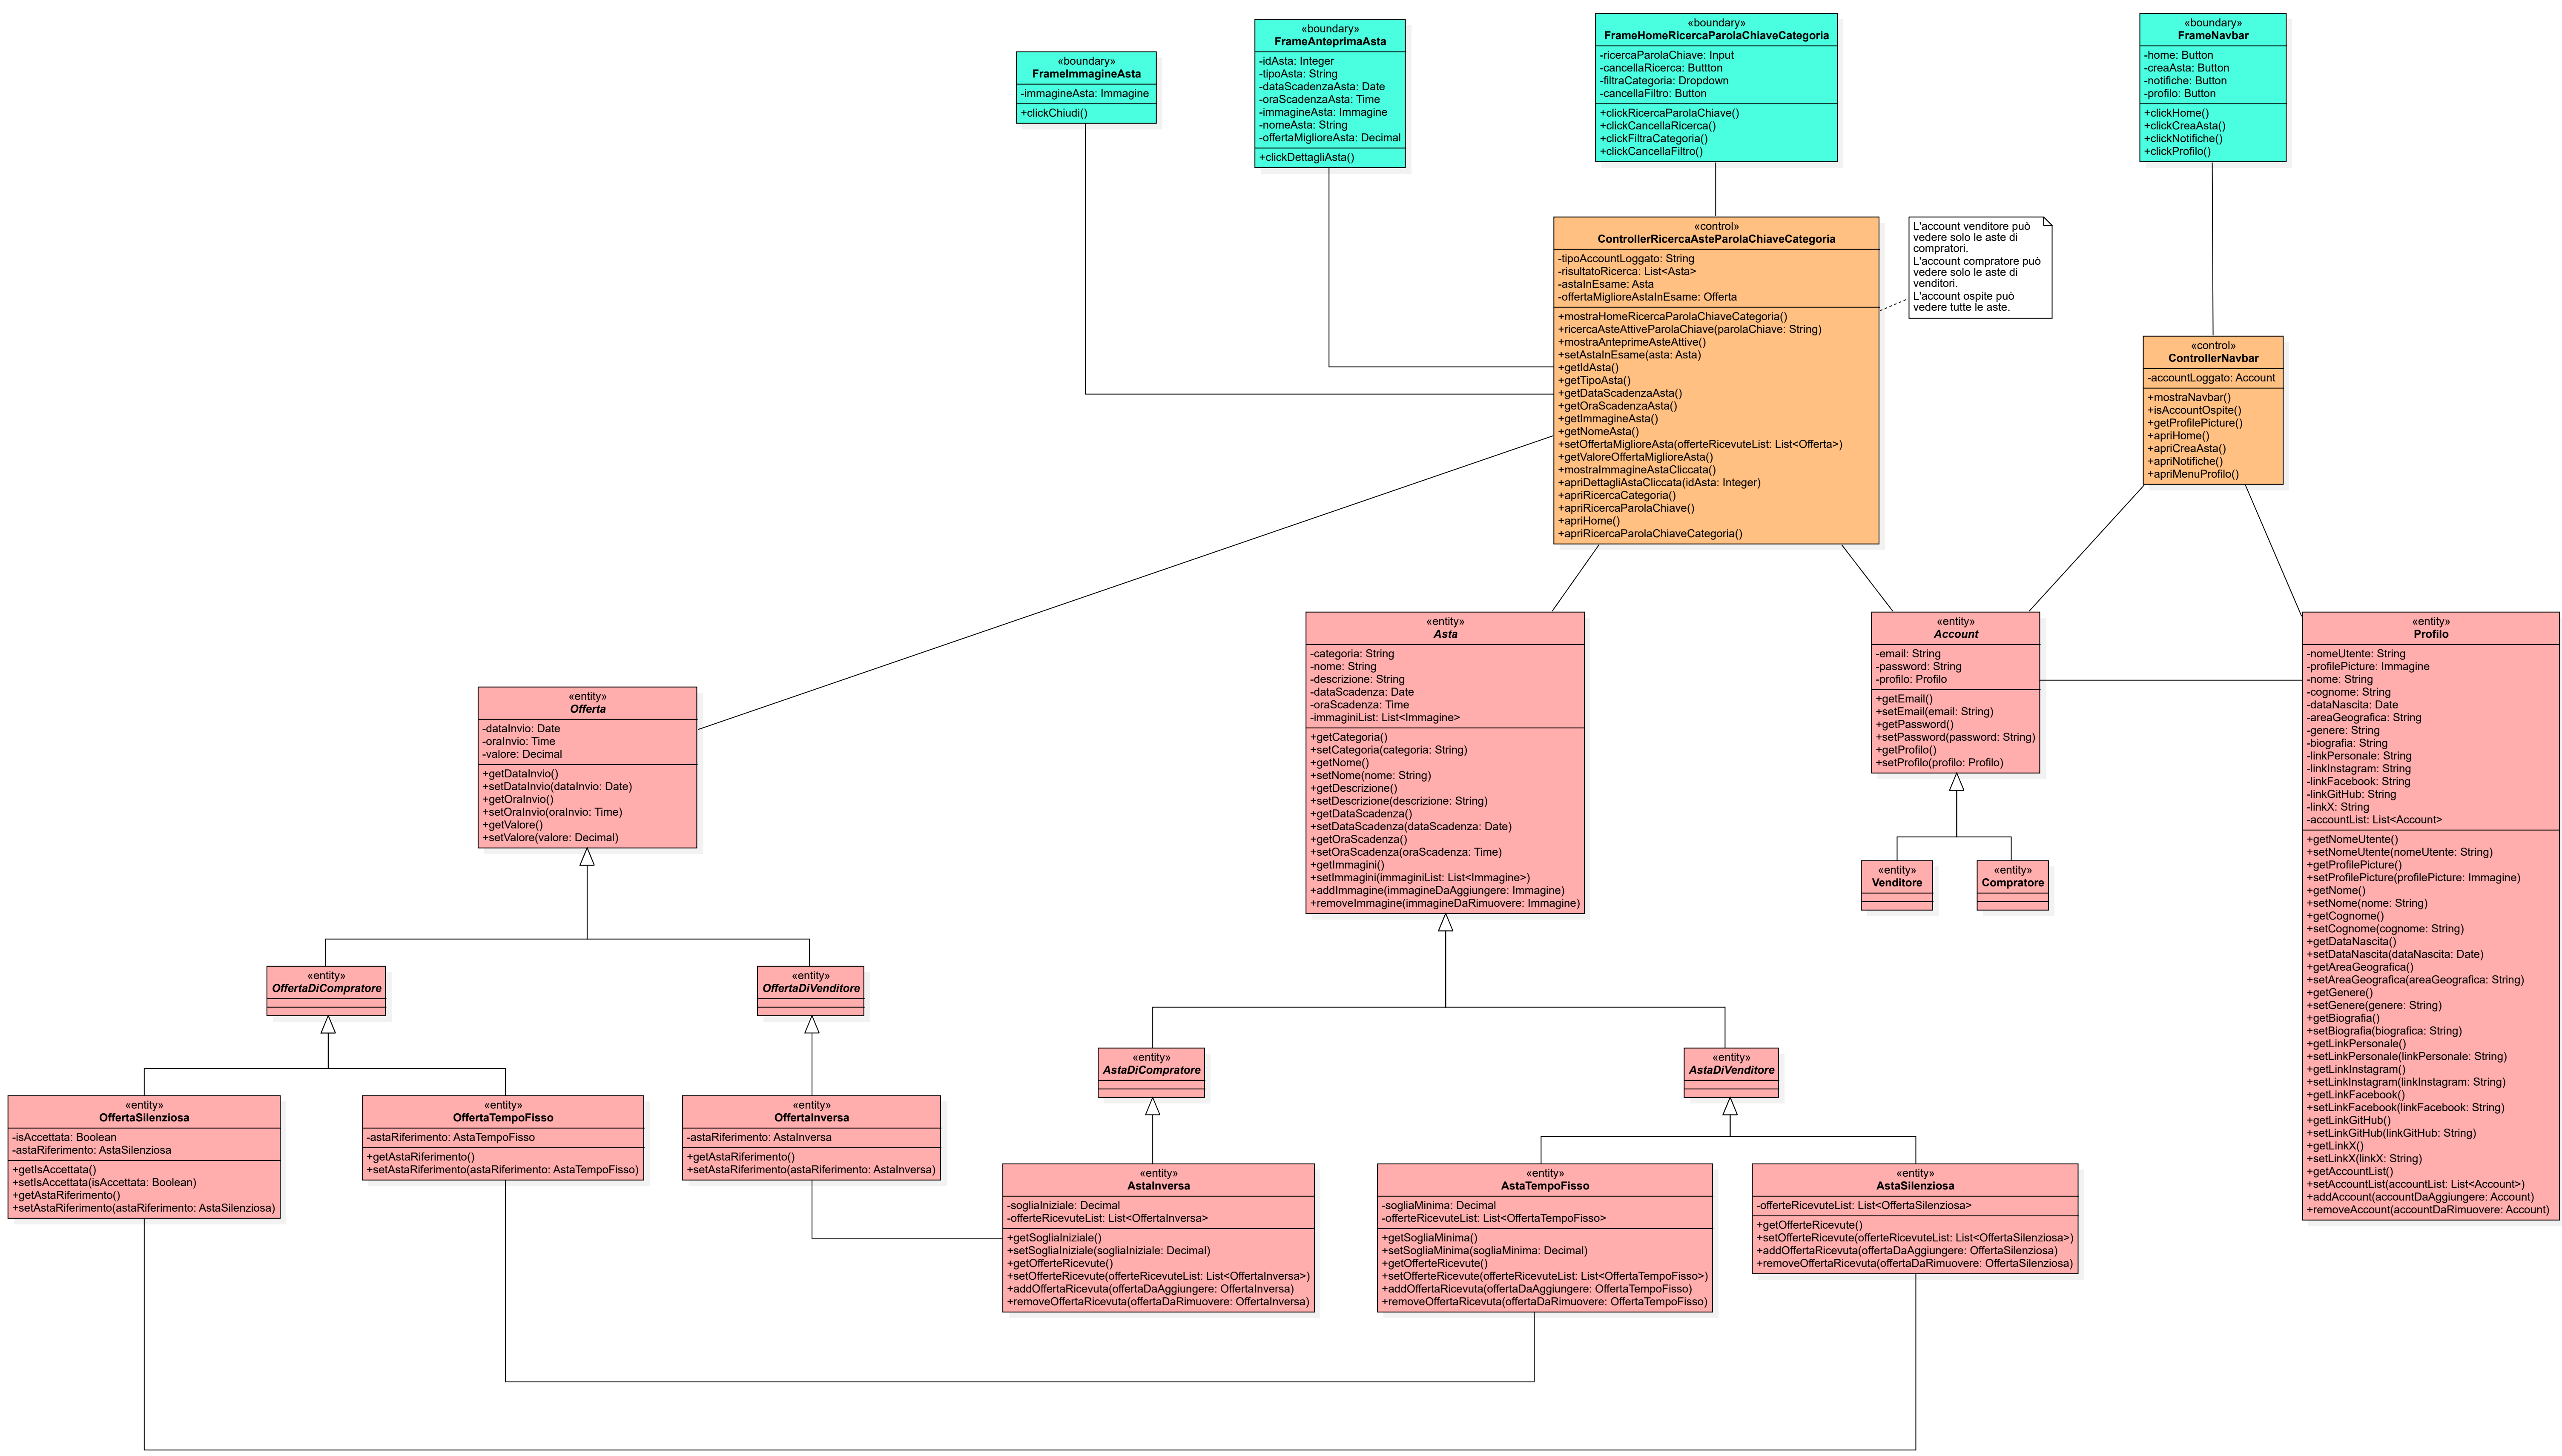 «boundary»
FrameImmagineAsta
-immagineAsta: Immagine
+clickChiudi()
«boundary»
FrameAnteprimaAsta
-idAsta: Integer
-tipoAsta: String
-dataScadenzaAsta: Date
-oraScadenzaAsta: Time
-immagineAsta: Immagine
-nomeAsta: String
-offertaMiglioreAsta: Decimal
+clickDettagliAsta()
«boundary»
FrameHomeRicercaParolaChiaveCategoria
-ricercaParolaChiave: Input
-cancellaRicerca: Buttton
-filtraCategoria: Dropdown
-cancellaFiltro: Button
+clickRicercaParolaChiave()
+clickCancellaRicerca()
+clickFiltraCategoria()
+clickCancellaFiltro()
«boundary»
FrameNavbar
-home: Button
-creaAsta: Button
-notifiche: Button
-profilo: Button
+clickHome()
+clickCreaAsta()
+clickNotifiche()
+clickProfilo()
«control»
ControllerRicercaAsteParolaChiaveCategoria
-tipoAccountLoggato: String
-risultatoRicerca: List<Asta>
-astaInEsame: Asta
-offertaMiglioreAstaInEsame: Offerta
+mostraHomeRicercaParolaChiaveCategoria()
+ricercaAsteAttiveParolaChiave(parolaChiave: String)
+mostraAnteprimeAsteAttive()
+setAstaInEsame(asta: Asta)
+getIdAsta()
+getTipoAsta()
+getDataScadenzaAsta()
+getOraScadenzaAsta()
+getImmagineAsta()
+getNomeAsta()
+setOffertaMiglioreAsta(offerteRicevuteList: List<Offerta>)
+getValoreOffertaMiglioreAsta()
+mostraImmagineAstaCliccata()
+apriDettagliAstaCliccata(idAsta: Integer)
+apriRicercaCategoria()
+apriRicercaParolaChiave()
+apriHome()
+apriRicercaParolaChiaveCategoria()
L'account venditore può
vedere solo le aste di
compratori.
L'account compratore può
vedere solo le aste di
venditori.
L'account ospite può
vedere tutte le aste.
«control»
ControllerNavbar
-accountLoggato: Account
+mostraNavbar()
+isAccountOspite()
+getProfilePicture()
+apriHome()
+apriCreaAsta()
+apriNotifiche()
+apriMenuProfilo()
«entity»
Offerta
-dataInvio: Date
-oraInvio: Time
-valore: Decimal
+getDataInvio()
+setDataInvio(dataInvio: Date)
+getOraInvio()
+setOraInvio(oraInvio: Time)
+getValore()
+setValore(valore: Decimal)
«entity»
Asta
-categoria: String
-nome: String
-descrizione: String
-dataScadenza: Date
-oraScadenza: Time
-immaginiList: List<Immagine>
+getCategoria()
+setCategoria(categoria: String)
+getNome()
+setNome(nome: String)
+getDescrizione()
+setDescrizione(descrizione: String)
+getDataScadenza()
+setDataScadenza(dataScadenza: Date)
+getOraScadenza()
+setOraScadenza(oraScadenza: Time)
+getImmagini()
+setImmagini(immaginiList: List<Immagine>)
+addImmagine(immagineDaAggiungere: Immagine)
+removeImmagine(immagineDaRimuovere: Immagine)
«entity»
Account
-email: String
-password: String
-profilo: Profilo
+getEmail()
+setEmail(email: String)
+getPassword()
+setPassword(password: String)
+getProfilo()
+setProfilo(profilo: Profilo)
«entity»
Profilo
-nomeUtente: String
-profilePicture: Immagine
-nome: String
-cognome: String
-dataNascita: Date
-areaGeografica: String
-genere: String
-biografia: String
-linkPersonale: String
-linkInstagram: String
-linkFacebook: String
-linkGitHub: String
-linkX: String
-accountList: List<Account>
+getNomeUtente()
+setNomeUtente(nomeUtente: String)
+getProfilePicture()
+setProfilePicture(profilePicture: Immagine)
+getNome()
+setNome(nome: String)
+getCognome()
+setCognome(cognome: String)
+getDataNascita()
+setDataNascita(dataNascita: Date)
+getAreaGeografica()
+setAreaGeografica(areaGeografica: String)
+getGenere()
+setGenere(genere: String)
+getBiografia()
+setBiografia(biografica: String)
+getLinkPersonale()
+setLinkPersonale(linkPersonale: String)
+getLinkInstagram()
+setLinkInstagram(linkInstagram: String)
+getLinkFacebook()
+setLinkFacebook(linkFacebook: String)
+getLinkGitHub()
+setLinkGitHub(linkGitHub: String)
+getLinkX()
+setLinkX(linkX: String)
+getAccountList()
+setAccountList(accountList: List<Account>)
+addAccount(accountDaAggiungere: Account)
+removeAccount(accountDaRimuovere: Account)
«entity»
Venditore
«entity»
Compratore
«entity»
OffertaDiCompratore
«entity»
OffertaDiVenditore
«entity»
AstaDiCompratore
«entity»
AstaDiVenditore
«entity»
OffertaSilenziosa
-isAccettata: Boolean
-astaRiferimento: AstaSilenziosa
+getIsAccettata()
+setIsAccettata(isAccettata: Boolean)
+getAstaRiferimento()
+setAstaRiferimento(astaRiferimento: AstaSilenziosa)
«entity»
OffertaTempoFisso
-astaRiferimento: AstaTempoFisso
+getAstaRiferimento()
+setAstaRiferimento(astaRiferimento: AstaTempoFisso)
«entity»
OffertaInversa
-astaRiferimento: AstaInversa
+getAstaRiferimento()
+setAstaRiferimento(astaRiferimento: AstaInversa)
«entity»
AstaInversa
-sogliaIniziale: Decimal
-offerteRicevuteList: List<OffertaInversa>
+getSogliaIniziale()
+setSogliaIniziale(sogliaIniziale: Decimal)
+getOfferteRicevute()
+setOfferteRicevute(offerteRicevuteList: List<OffertaInversa>)
+addOffertaRicevuta(offertaDaAggiungere: OffertaInversa)
+removeOffertaRicevuta(offertaDaRimuovere: OffertaInversa)
«entity»
AstaTempoFisso
-sogliaMinima: Decimal
-offerteRicevuteList: List<OffertaTempoFisso>
+getSogliaMinima()
+setSogliaMinima(sogliaMinima: Decimal)
+getOfferteRicevute()
+setOfferteRicevute(offerteRicevuteList: List<OffertaTempoFisso>)
+addOffertaRicevuta(offertaDaAggiungere: OffertaTempoFisso)
+removeOffertaRicevuta(offertaDaRimuovere: OffertaTempoFisso)
«entity»
AstaSilenziosa
-offerteRicevuteList: List<OffertaSilenziosa>
+getOfferteRicevute()
+setOfferteRicevute(offerteRicevuteList: List<OffertaSilenziosa>)
+addOffertaRicevuta(offertaDaAggiungere: OffertaSilenziosa)
+removeOffertaRicevuta(offertaDaRimuovere: OffertaSilenziosa)